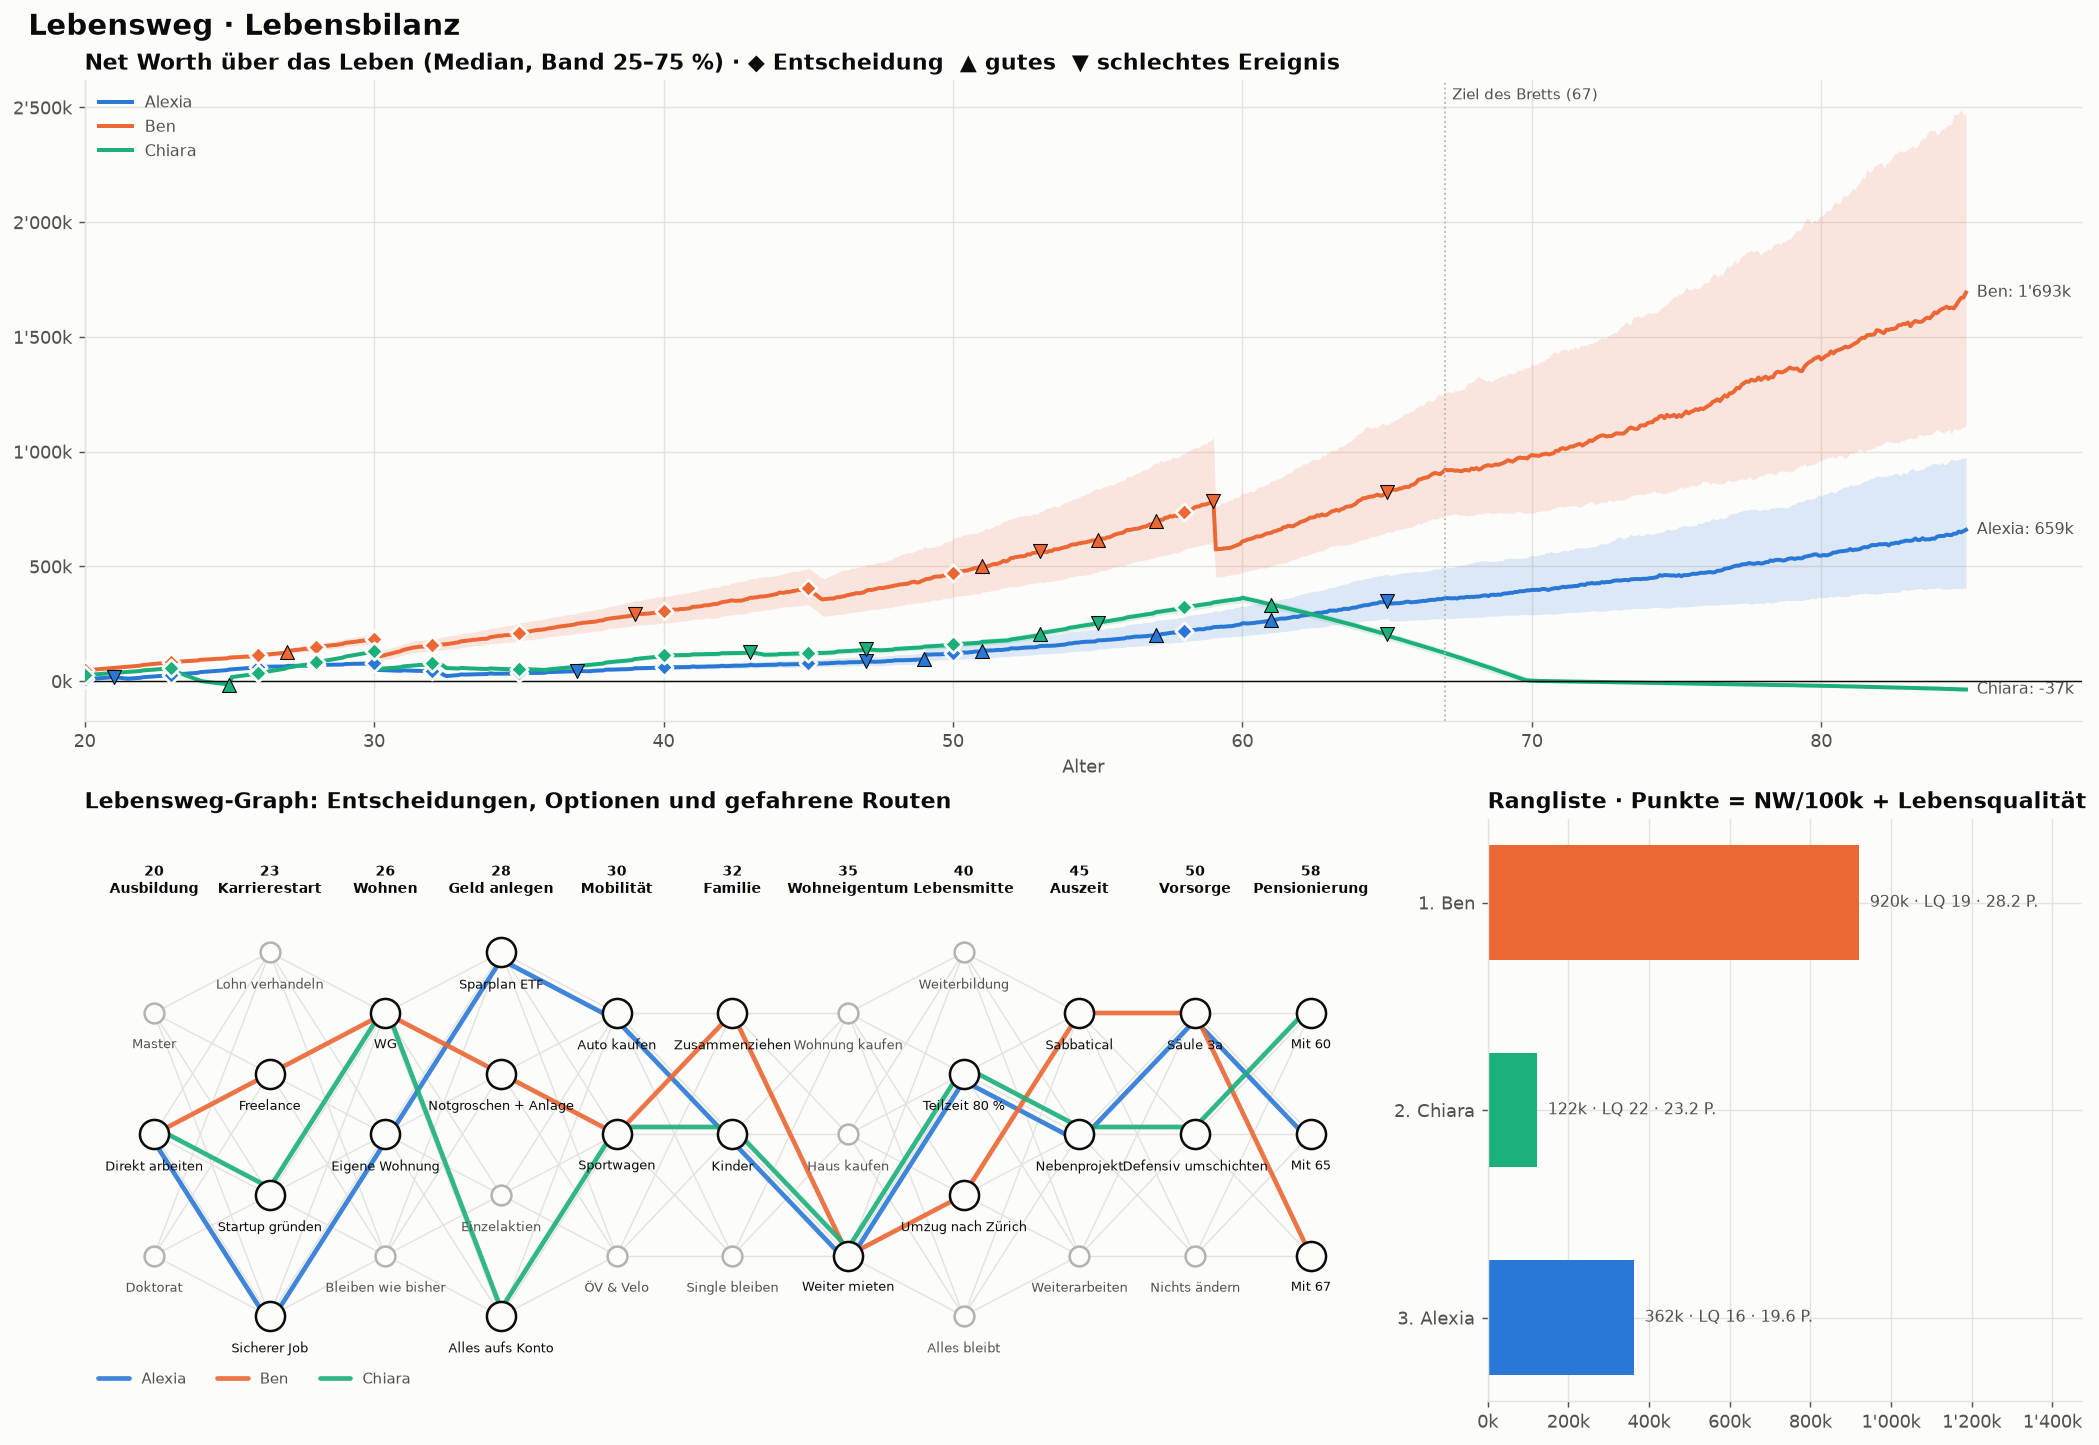 Lebensweg · Lebensbilanz
Net Worth über das Leben (Median, Band 25–75 %) · ◆ Entscheidung ▲ gutes ▼ schlechtes Ereignis
Alexia
Ben
Chiara
Ziel des Bretts (67)
2'500k
2'000k
1'500k
1'000k
500k
0k
Ben: 1'693k
Alexia: 659k
Chiara: -37k
20 30 40 50 60 70 80
Alter
Lebensweg-Graph: Entscheidungen, Optionen und gefahrene Routen
20 23 26 28 30 32 35 40 45 50 58
Ausbildung Karrierestart Wohnen Geld anlegen Mobilität Familie Wohneigentum Lebensmitte Auszeit Vorsorge Pensionierung
Lohn verhandeln Sparplan ETF Weiterbildung
Master WG Auto kaufen Zusammenziehen Wohnung kaufen Sabbatical Säule 3a Mit 60
Freelance Notgroschen + Anlage Teilzeit 80 %
Direkt arbeiten Eigene Wohnung Sportwagen Kinder Haus kaufen Nebenprojekt Defensiv umschichten Mit 65
Startup gründen Einzelaktien Umzug nach Zürich
Doktorat Bleiben wie bisher ÖV & Velo Single bleiben Weiter mieten Weiterarbeiten Nichts ändern Mit 67
Sicherer Job Alles aufs Konto Alles bleibt
Alexia Ben Chiara
Rangliste · Punkte = NW/100k + Lebensqualität
1. Ben
920k · LQ 19 · 28.2 P.
2. Chiara
122k · LQ 22 · 23.2 P.
3. Alexia
362k · LQ 16 · 19.6 P.
0k 200k 400k 600k 800k 1'000k 1'200k 1'400k